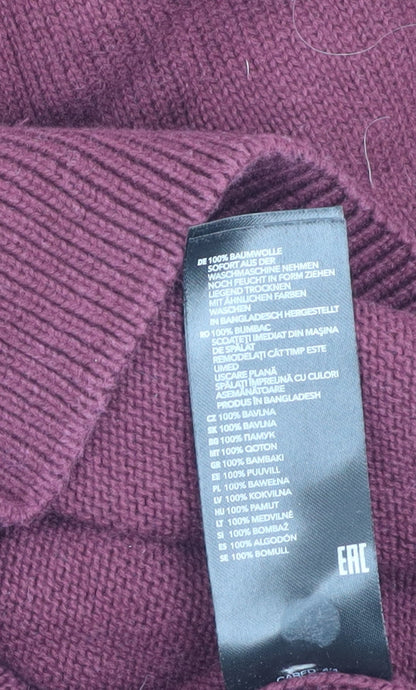 DE 100% BAUMWOLLE
SOFORT AUS DER
WASCHMASCHINE NEHMEN
NOCH FEUCHT IN FORM ZIEHEN
LIEGEND TROCKNEN
MIT ÄHNLICHEN FARBEN
WASCHEN
IN BANGLADESCH HERGESTELLT
RO 100% BUMBAC
SCOATEȚI IMEDIAT DIN MAȘINA
DE SPĂLAT
REMODELAȚI CÂT TIMP ESTE
UMED
USCARE PLANĂ
SPĂLAȚI ÎMPREUNĂ CU CULORI
ASEMĂNĂTOARE
PRODUS ÎN BANGLADESH
CZ 100% BAVLNA
SK 100% BAVLNA
BG 100% ПАМУК
MT 100% QOTON
GR 100% ΒΑΜΒΑΚΙ
EE 100% PUUVILL
PL 100% BAWEŁNA
LV 100% KOKVILNA
HU 100% PAMUT
LT 100% MEDVILNĖ
SI 100% BOMBAŽ
ES 100% ALGODÓN
SE 100% BOMULL
EAC